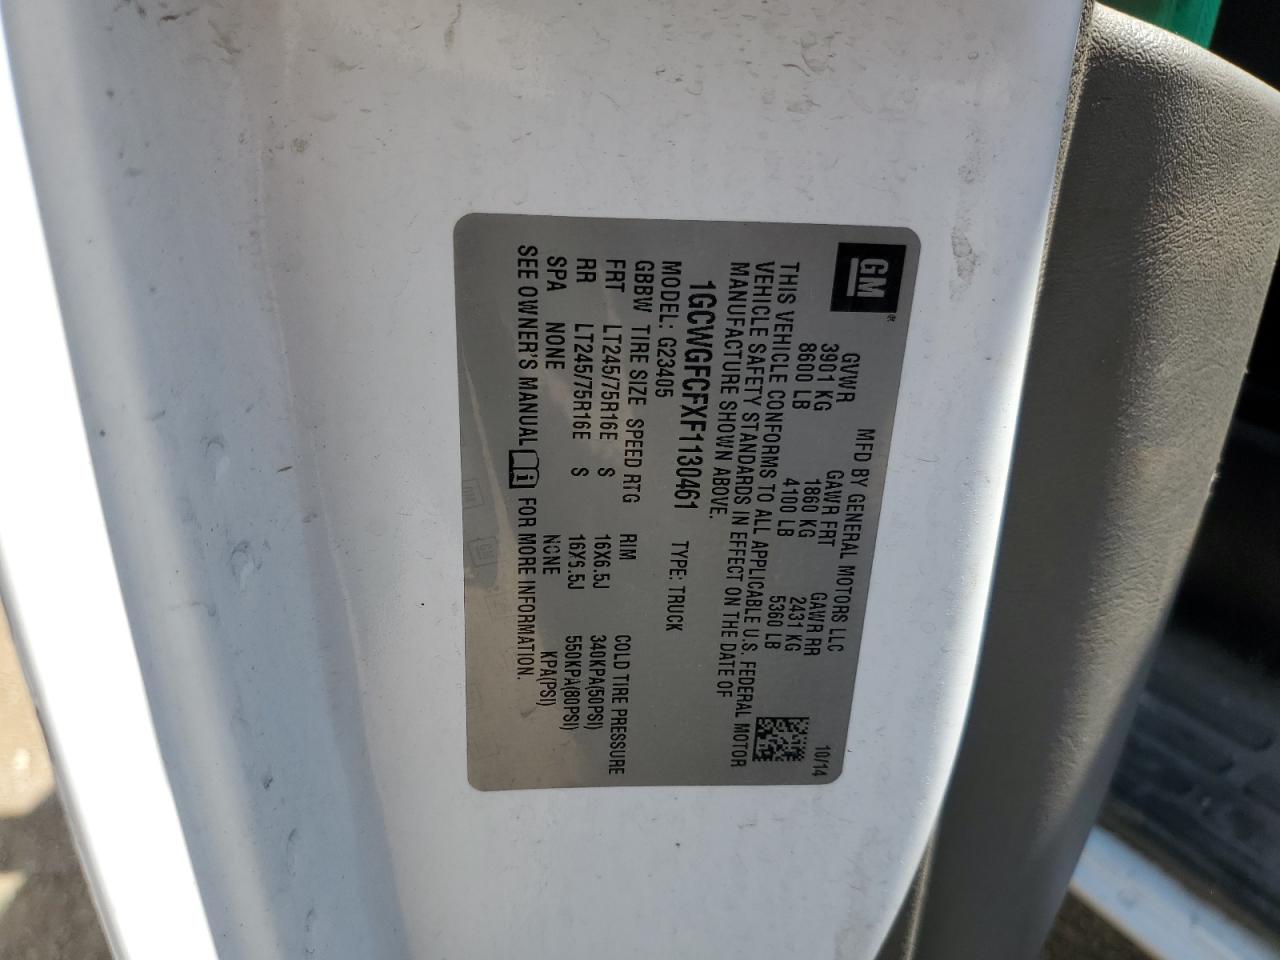 GM®
MFD BY GENERAL MOTORS LLC 10/14
GVWR GAWR FRT GAWR RR
3901 KG 1860 KG 2431 KG
8600 LB 4100 LB 5360 LB
THIS VEHICLE CONFORMS TO ALL APPLICABLE U.S. FEDERAL MOTOR
VEHICLE SAFETY STANDARDS IN EFFECT ON THE DATE OF
MANUFACTURE SHOWN ABOVE.
1GCWGFCFXF1130461 TYPE: TRUCK
MODEL: G23405
GBBW TIRE SIZE SPEED RTG RIM COLD TIRE PRESSURE
FRT LT245/75R16E S 16X6.5J 340KPA(50PSI)
RR LT245/75R16E S 16X6.5J 550KPA(80PSI)
SPA NONE NONE KPA(PSI)
SEE OWNER'S MANUAL FOR MORE INFORMATION.